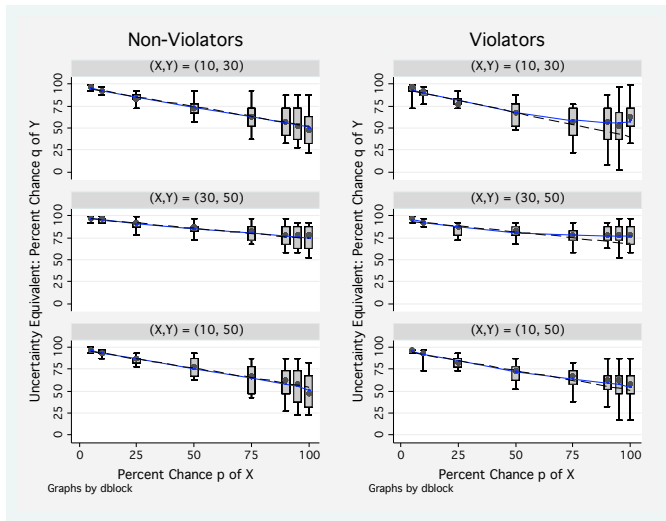 Non-Violators
Violators
Uncertainty Equivalent: Percent Chance q of Y
(X,Y) = (10, 30)
100
75
50
25
0
(X,Y) = (30, 50)
100
75
50
25
0
(X,Y) = (10, 50)
100
75
50
25
0
0 25 50 75 100
Percent Chance p of X
Graphs by dblock
(X,Y) = (10, 30)
100
75
50
25
0
(X,Y) = (30, 50)
100
75
50
25
0
(X,Y) = (10, 50)
100
75
50
25
0
0 25 50 75 100
Percent Chance p of X
Graphs by dblock